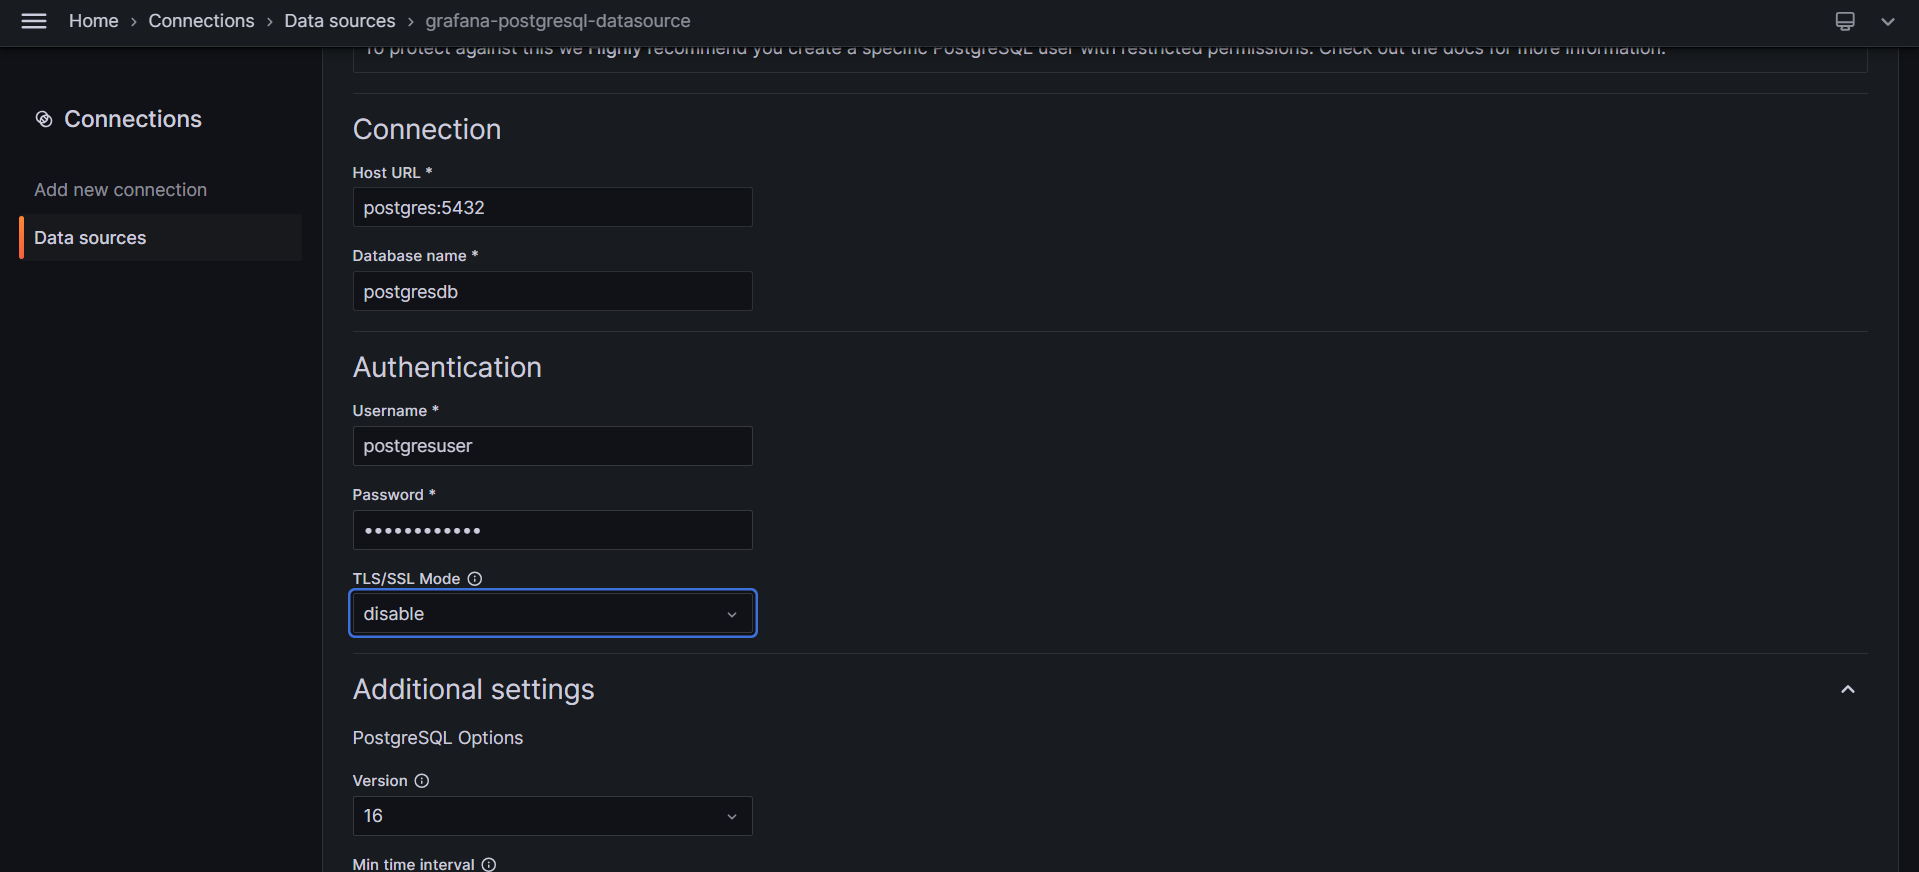 Home › Connections › Data sources › grafana-postgresql-datasource
To protect against this we Highly recommend you create a specific PostgreSQL user with restricted permissions. Check out the docs for more information.
Connections
Add new connection
Data sources
Connection
Host URL *
postgres:5432
Database name *
postgresdb
Authentication
Username *
postgresuser
Password *
••••••••••••
TLS/SSL Mode
disable
Additional settings
PostgreSQL Options
Version
16
Min time interval